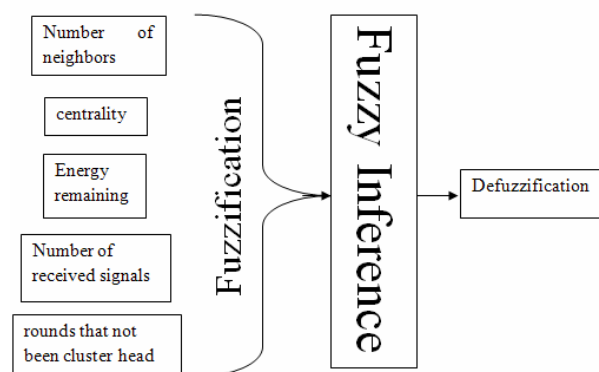 Number of
neighbors
centrality
Energy
remaining
Number of
received signals
rounds that not
been cluster head
Fuzzification
Fuzzy Inference
Defuzzification